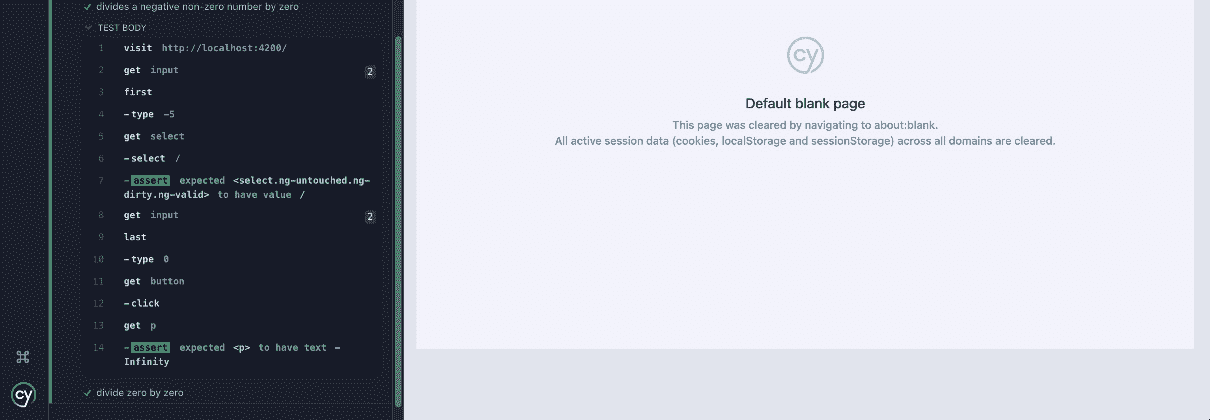 divides a negative non-zero number by zero
TEST BODY
1 visit http://localhost:4200/
2 get input 2
3 first
4 -type -5
5 get select
6 -select /
7 -assert expected <select.ng-untouched.ng-
dirty.ng-valid> to have value /
8 get input 2
9 last
10 -type 0
11 get button
12 -click
13 get p
14 -assert expected <p> to have text -
Infinity
divide zero by zero
cy
cy
Default blank page
This page was cleared by navigating to about:blank.
All active session data (cookies, localStorage and sessionStorage) across all domains are cleared.